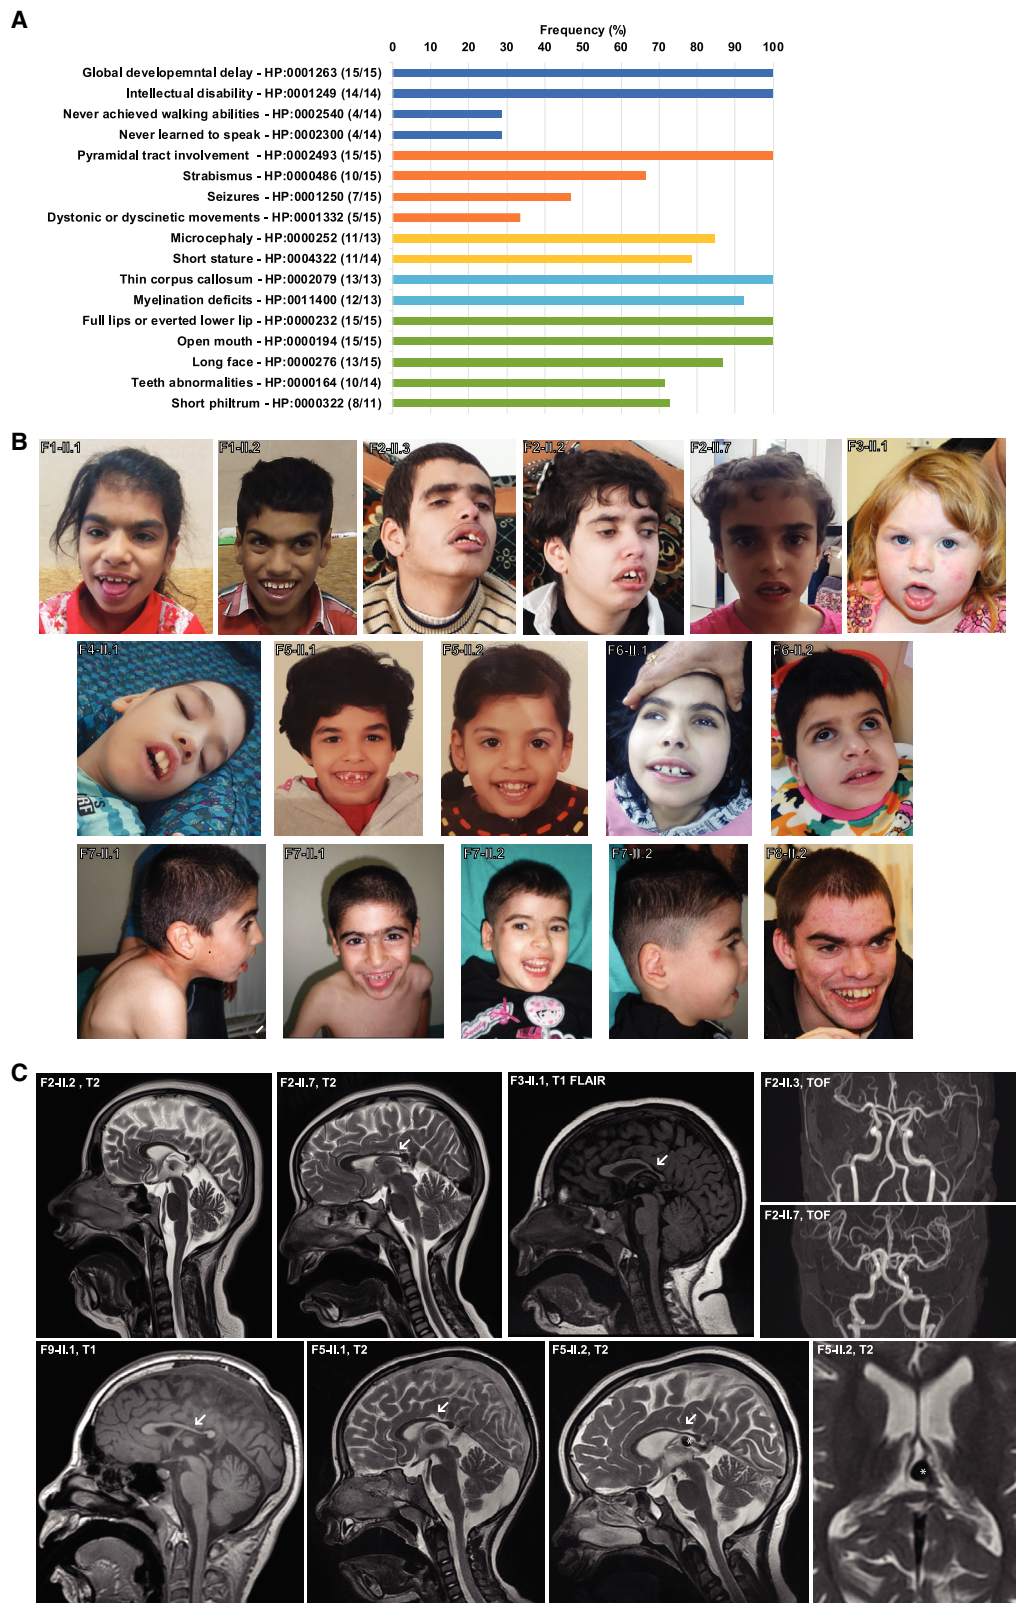 A
Frequency (%)
0 10 20 30 40 50 60 70 80 90 100
Global developemntal delay - HP:0001263 (15/15)
Intellectual disability - HP:0001249 (14/14)
Never achieved walking abilities - HP:0002540 (4/14)
Never learned to speak - HP:0002300 (4/14)
Pyramidal tract involvement - HP:0002493 (15/15)
Strabismus - HP:0000486 (10/15)
Seizures - HP:0001250 (7/15)
Dystonic or dyscinetic movements - HP:0001332 (5/15)
Microcephaly - HP:0000252 (11/13)
Short stature - HP:0004322 (11/14)
Thin corpus callosum - HP:0002079 (13/13)
Myelination deficits - HP:0011400 (12/13)
Full lips or everted lower lip - HP:0000232 (15/15)
Open mouth - HP:0000194 (15/15)
Long face - HP:0000276 (13/15)
Teeth abnormalities - HP:0000164 (10/14)
Short philtrum - HP:0000322 (8/11)
B
F1-II.1 F1-II.2 F2-II.3 F2-II.2 F2-II.7 F3-II.1
F4-II.1 F5-II.1 F5-II.2 F6-II.1 F6-II.2
F7-II.1 F7-II.1 F7-II.2 F7-II.2 F8-II.2
C
F2-II.2 , T2 F2-II.7, T2 F3-II.1, T1 FLAIR F2-II.3, TOF
F2-II.7, TOF
F9-II.1, T1 F5-II.1, T2 F5-II.2, T2 F5-II.2, T2
* *